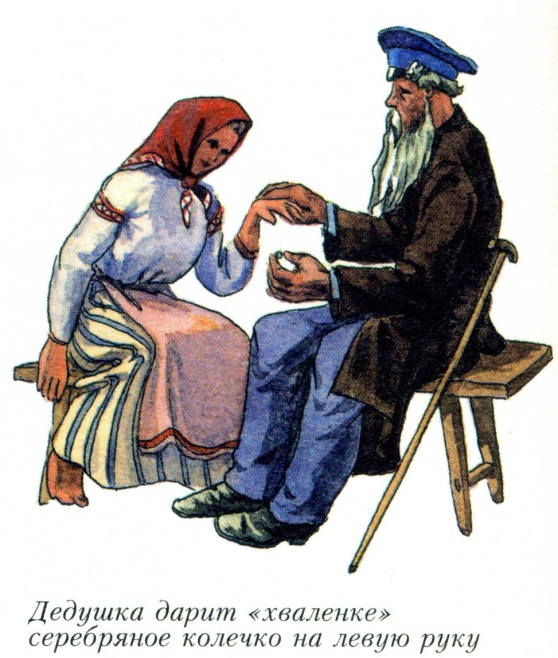 Дедушка дарит «хваленке»
серебряное колечко на левую руку